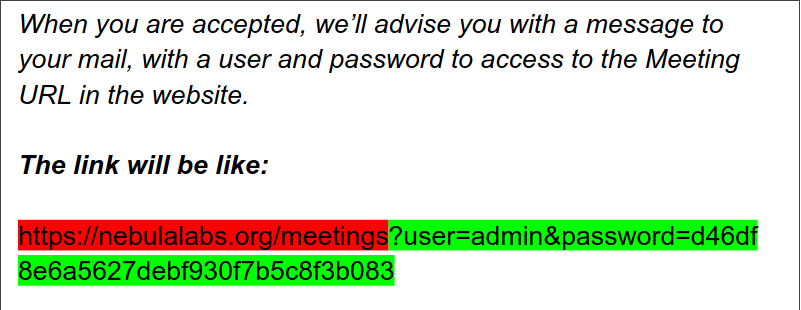 When you are accepted, we’ll advise you with a message to
your mail, with a user and password to access to the Meeting
URL in the website.
The link will be like:
https://nebulalabs.org/meetings?user=admin&password=d46df
8e6a5627debf930f7b5c8f3b083